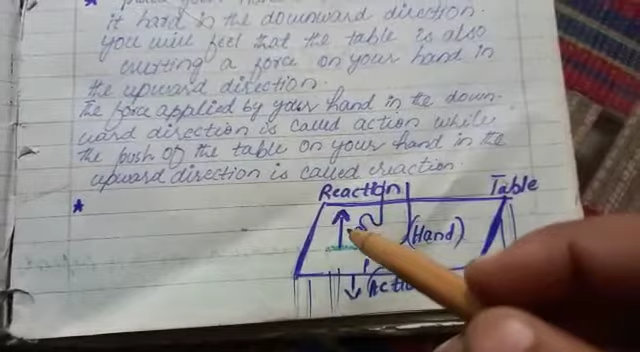 it hard in the downward direction.
you will feel that the table is also
exerting a force on your hand in
the upward direction.
The force applied by your hand in the down-
ward direction is called action while
the push of the table on your hand in the
upward direction is called reaction.
Reaction
Table
(Hand)